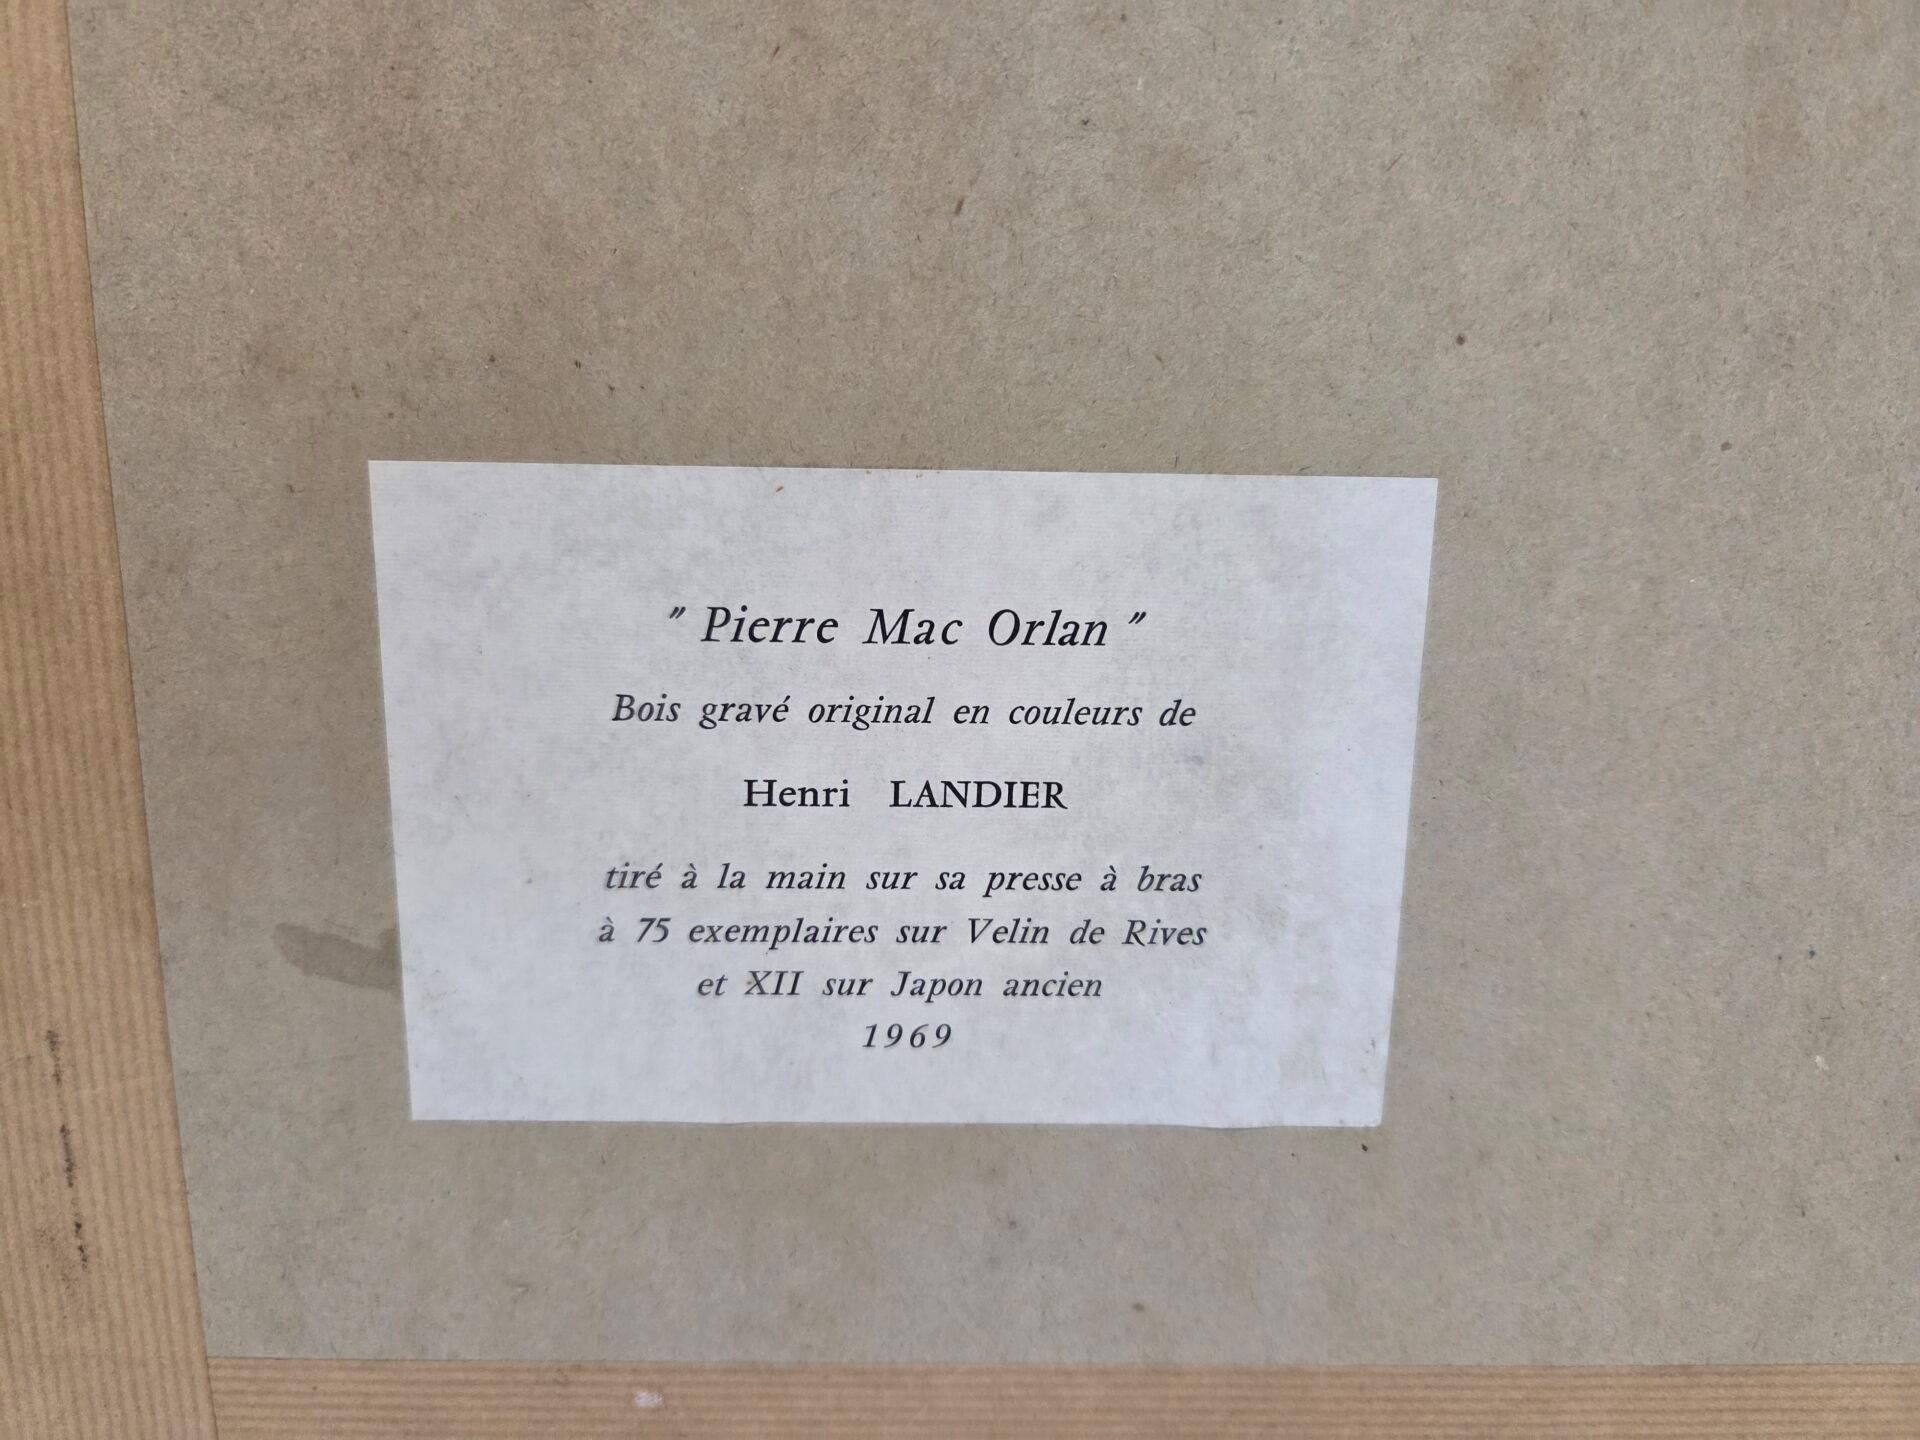 " Pierre Mac Orlan "
Bois gravé original en couleurs de
Henri LANDIER
tiré à la main sur sa presse à bras
à 75 exemplaires sur Velin de Rives
et XII sur Japon ancien
1969